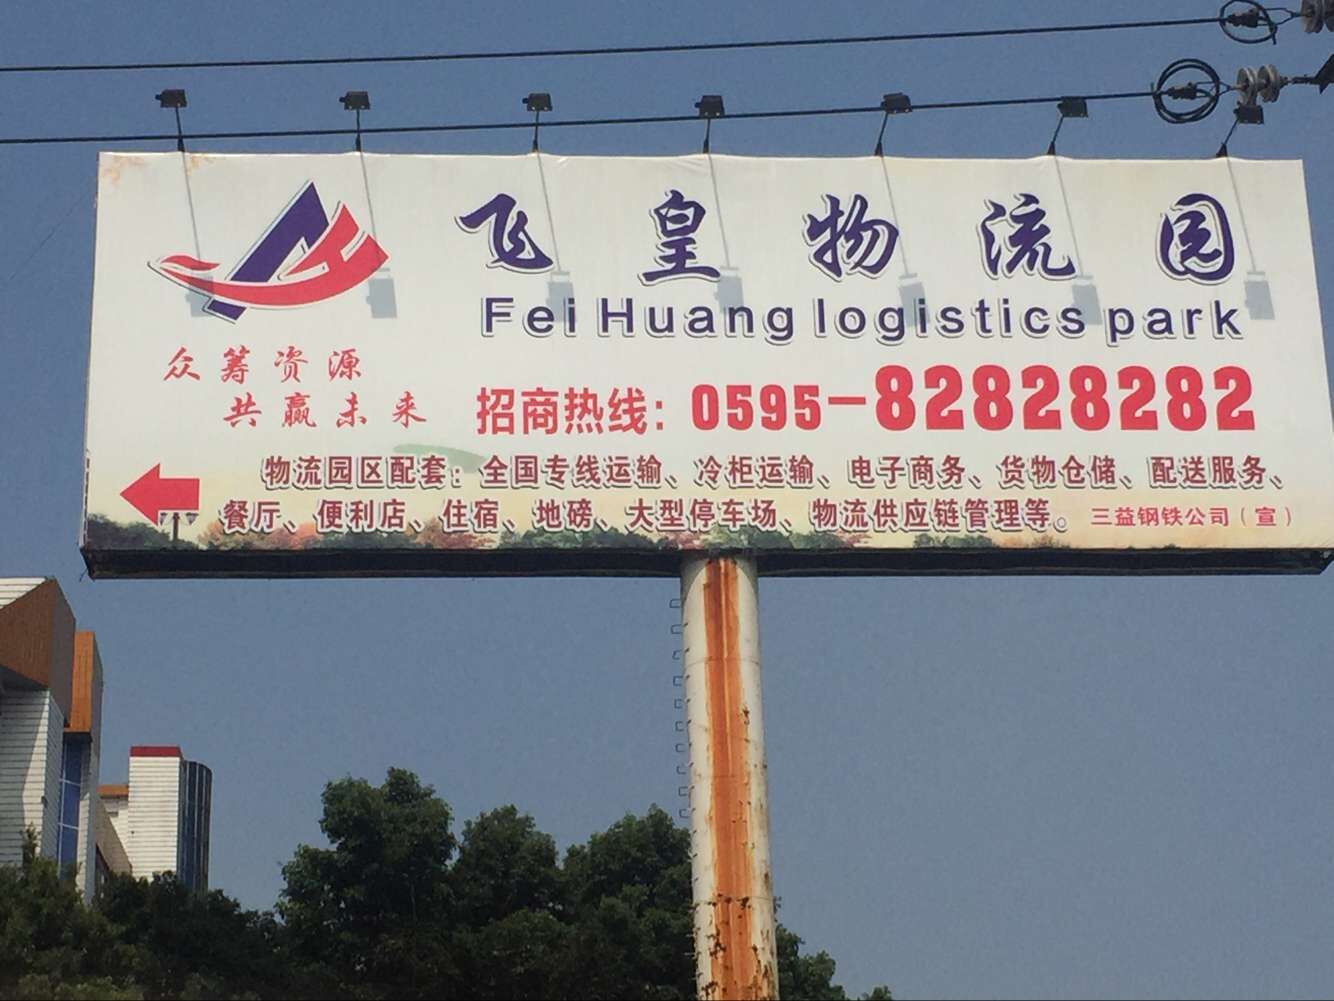 飞皇物流园
Fei Huang logistics park
众筹资源
共赢未来
招商热线：0595-82828282
物流园区配套：全国专线运输、冷柜运输、电子商务、货物仓储、配送服务、
餐厅、便利店、住宿、地磅、大型停车场、物流供应链管理等。三益钢铁公司（宣）